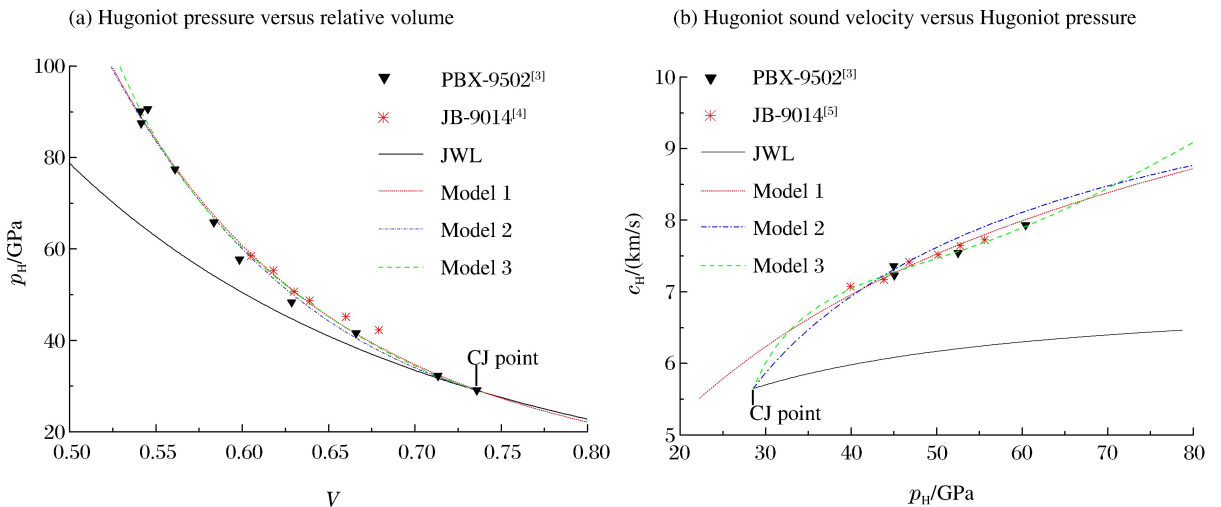 (a) Hugoniot pressure versus relative volume
100
80
60
40
20
0.50
0.55
0.60
0.65
0.70
0.75
0.80
p_H/GPa
V
PBX-9502[3]
JB-9014[4]
JWL
Model 1
Model 2
Model 3
CJ point
(b) Hugoniot sound velocity versus Hugoniot pressure
10
9
8
7
6
5
20
30
40
50
60
70
80
c_H/(km/s)
p_H/GPa
PBX-9502[3]
JB-9014[5]
JWL
Model 1
Model 2
Model 3
CJ point